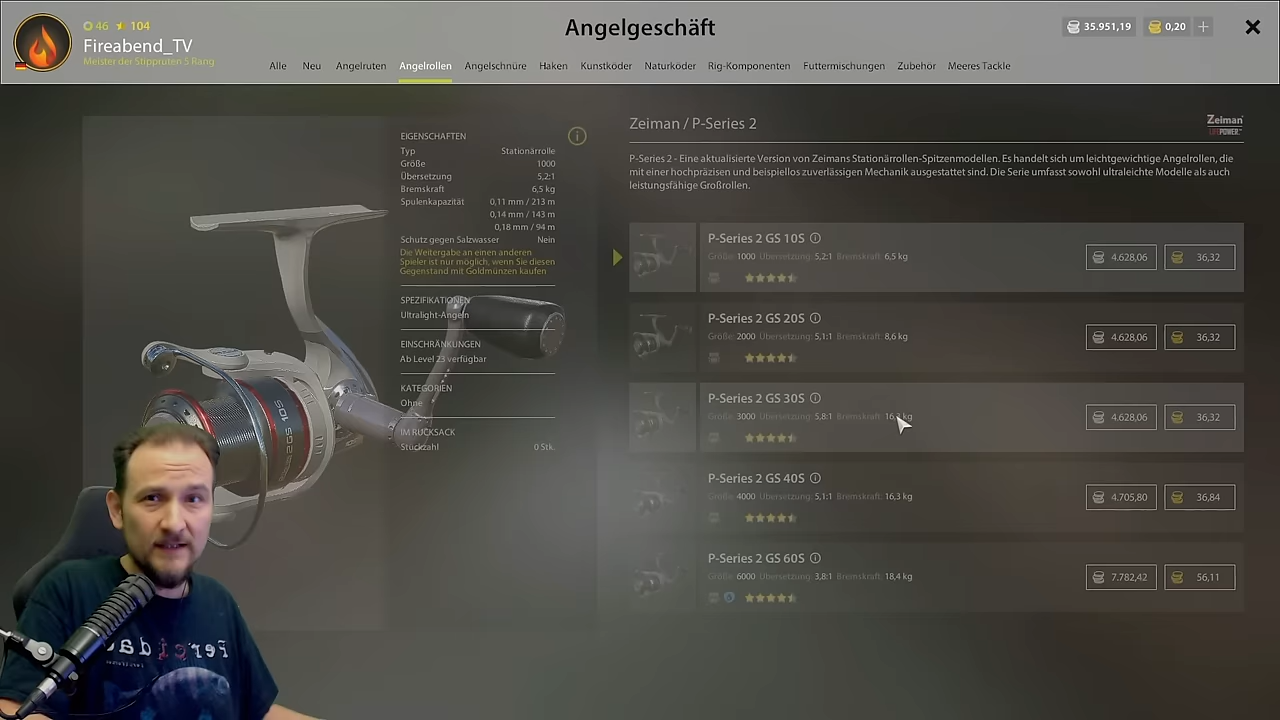 46 104
Fireabend_TV
Meister der Stippruten 5 Rang
Angelgeschäft
35.951,19
0,20
Alle Neu Angelruten Angelrollen Angelschnüre Haken Kunstköder Naturköder Rig-Komponenten Futtermischungen Zubehör Meeres Tackle
EIGENSCHAFTEN
Typ Stationärrolle
Größe 1000
Übersetzung 5,2:1
Bremskraft 6,5 kg
Spulenkapazität 0,11 mm / 213 m
0,14 mm / 143 m
0,18 mm / 94 m
Schutz gegen Salzwasser Nein
Die Weitergabe an einen anderen
Spieler ist nur möglich, wenn Sie diesen
Gegenstand mit Goldmünzen kaufen
SPEZIFIKATIONEN
Ultralight-Angeln
EINSCHRÄNKUNGEN
Ab Level 23 verfügbar
KATEGORIEN
Ohne
IM RUCKSACK
Stückzahl 0 Stk.
Zeiman / P-Series 2
Zeiman
LIFEPOWER
P-Series 2 - Eine aktualisierte Version von Zeimans Stationärrollen-Spitzenmodellen. Es handelt sich um leichtgewichtige Angelrollen, die
mit einer hochpräzisen und beispiellos zuverlässigen Mechanik ausgestattet sind. Die Serie umfasst sowohl ultraleichte Modelle als auch
leistungsfähige Großrollen.
P-Series 2 GS 10S
Größe: 1000 Übersetzung: 5,2:1 Bremskraft: 6,5 kg
4.628,06 36,32
P-Series 2 GS 20S
Größe: 2000 Übersetzung: 5,1:1 Bremskraft: 8,6 kg
4.628,06 36,32
P-Series 2 GS 30S
Größe: 3000 Übersetzung: 5,8:1 Bremskraft: kg
4.628,06 36,32
P-Series 2 GS 40S
Größe: 4000 Übersetzung: 5,1:1 Bremskraft: 16,3 kg
4.705,80 36,84
P-Series 2 GS 60S
Größe: 6000 Übersetzung: 3,8:1 Bremskraft: 18,4 kg
7.782,42 56,11